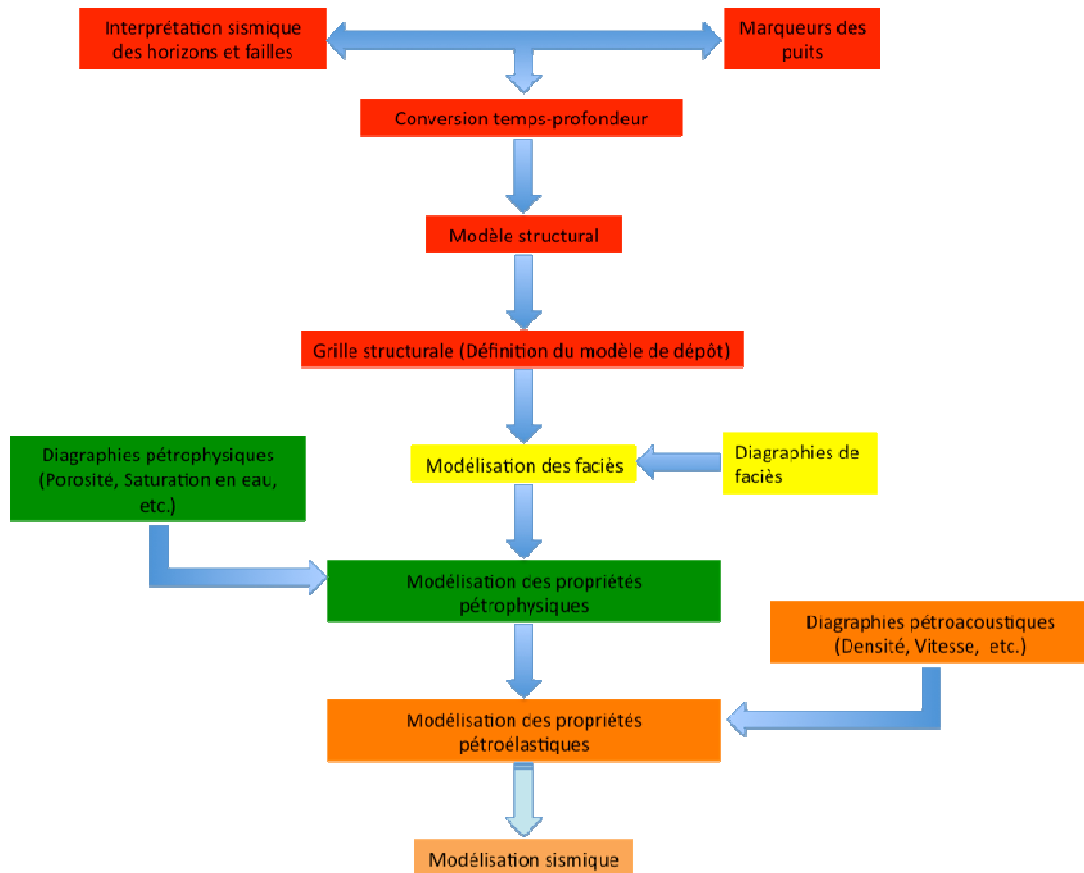 Interprétation sismique
des horizons et failles
Marqueurs des
puits
Conversion temps-profondeur
Modèle structural
Grille structurale (Définition du modèle de dépôt)
Diagraphies pétrophysiques
(Porosité, Saturation en eau,
etc.)
Modélisation des faciès
Diagraphies de
faciès
Modélisation des propriétés
pétrophysiques
Diagraphies pétroacoustiques
(Densité, Vitesse, etc.)
Modélisation des propriétés
pétroélastiques
Modélisation sismique